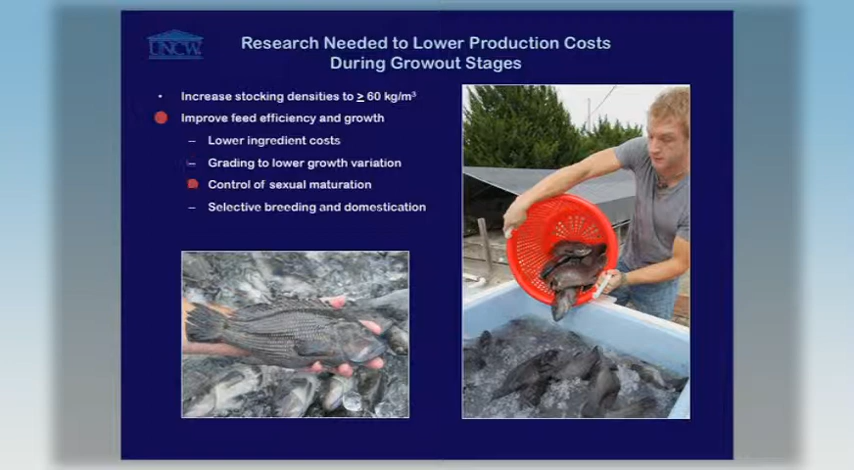 UNCW
Research Needed to Lower Production Costs
During Growout Stages
• Increase stocking densities to ≥ 60 kg/m³
Improve feed efficiency and growth
– Lower ingredient costs
– Grading to lower growth variation
Control of sexual maturation
– Selective breeding and domestication